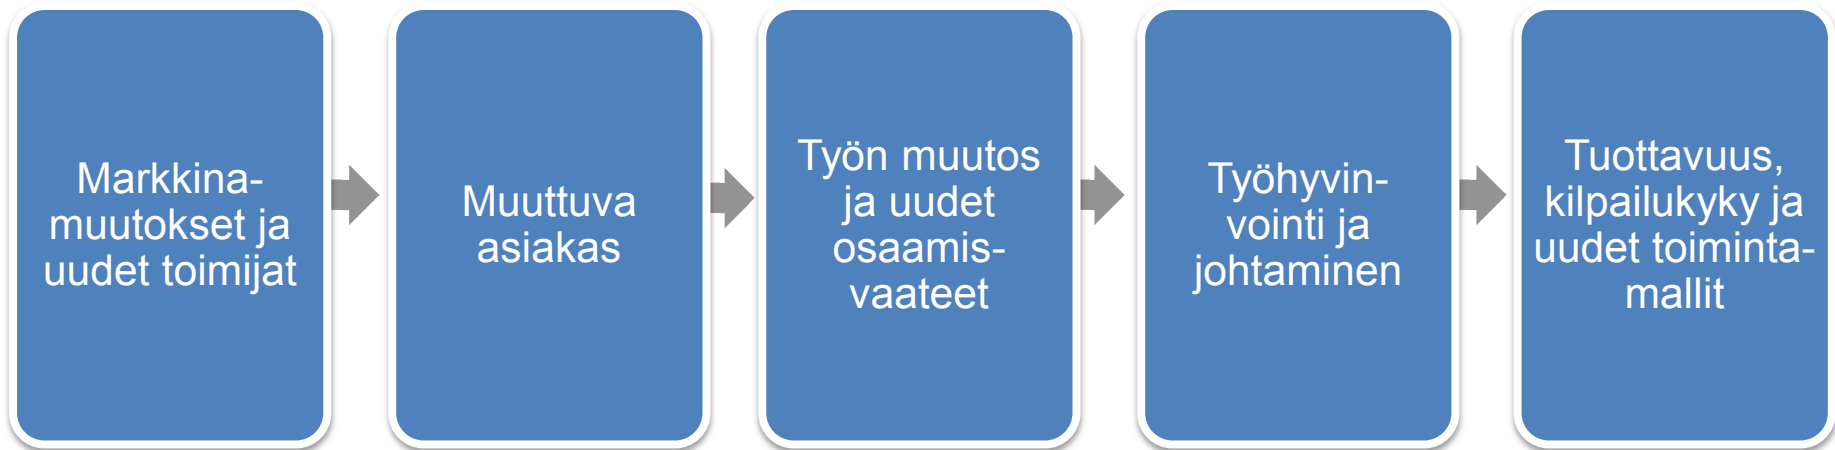 Markkina-
muutokset ja
uudet toimijat
Muuttuva
asiakas
Työn muutos
ja uudet
osaamis-
vaateet
Työhyvin-
vointi ja
johtaminen
Tuottavuus,
kilpailukyky ja
uudet toiminta-
mallit